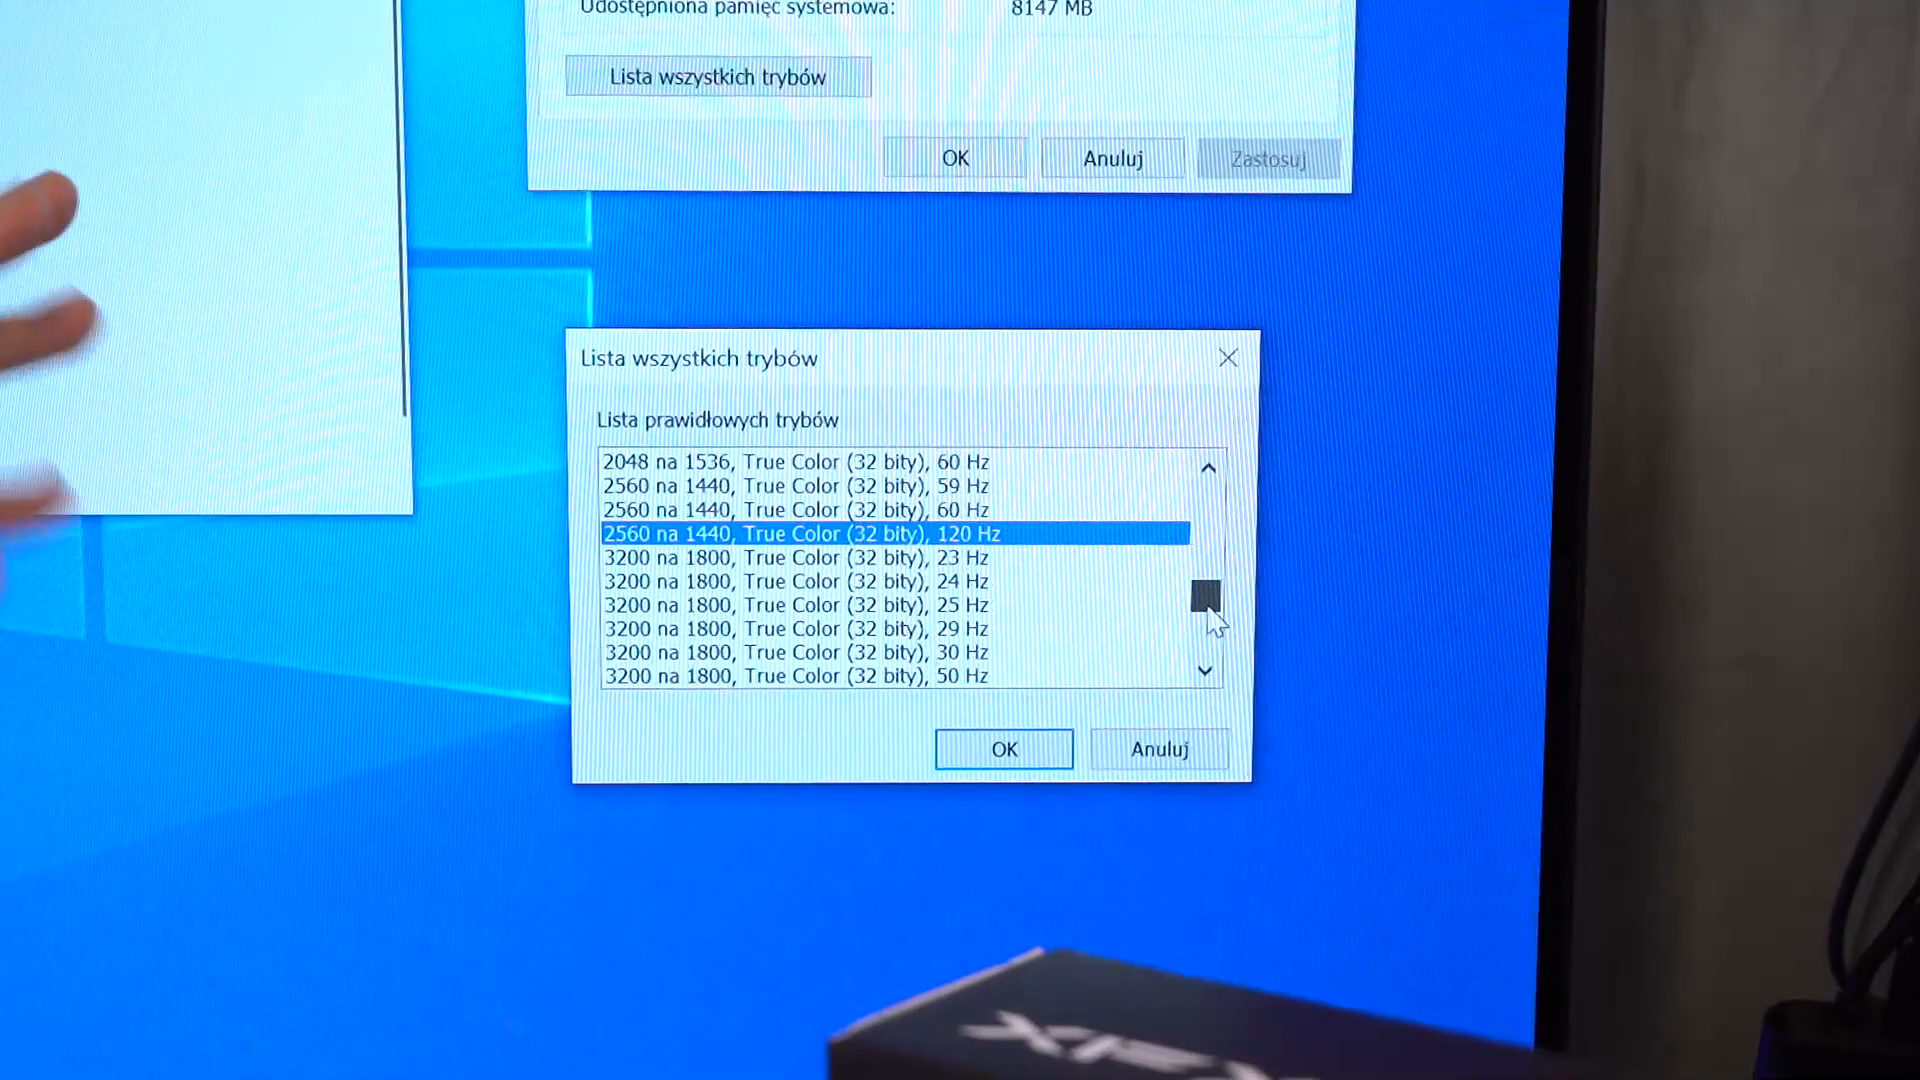 Udostępniona pamięć systemowa: 8147 MB
Lista wszystkich trybów
OK Anuluj Zastosuj
Lista wszystkich trybów
Lista prawidłowych trybów
2048 na 1536, True Color (32 bity), 60 Hz
2560 na 1440, True Color (32 bity), 59 Hz
2560 na 1440, True Color (32 bity), 60 Hz
2560 na 1440, True Color (32 bity), 120 Hz
3200 na 1800, True Color (32 bity), 23 Hz
3200 na 1800, True Color (32 bity), 24 Hz
3200 na 1800, True Color (32 bity), 25 Hz
3200 na 1800, True Color (32 bity), 29 Hz
3200 na 1800, True Color (32 bity), 30 Hz
3200 na 1800, True Color (32 bity), 50 Hz
OK Anuluj